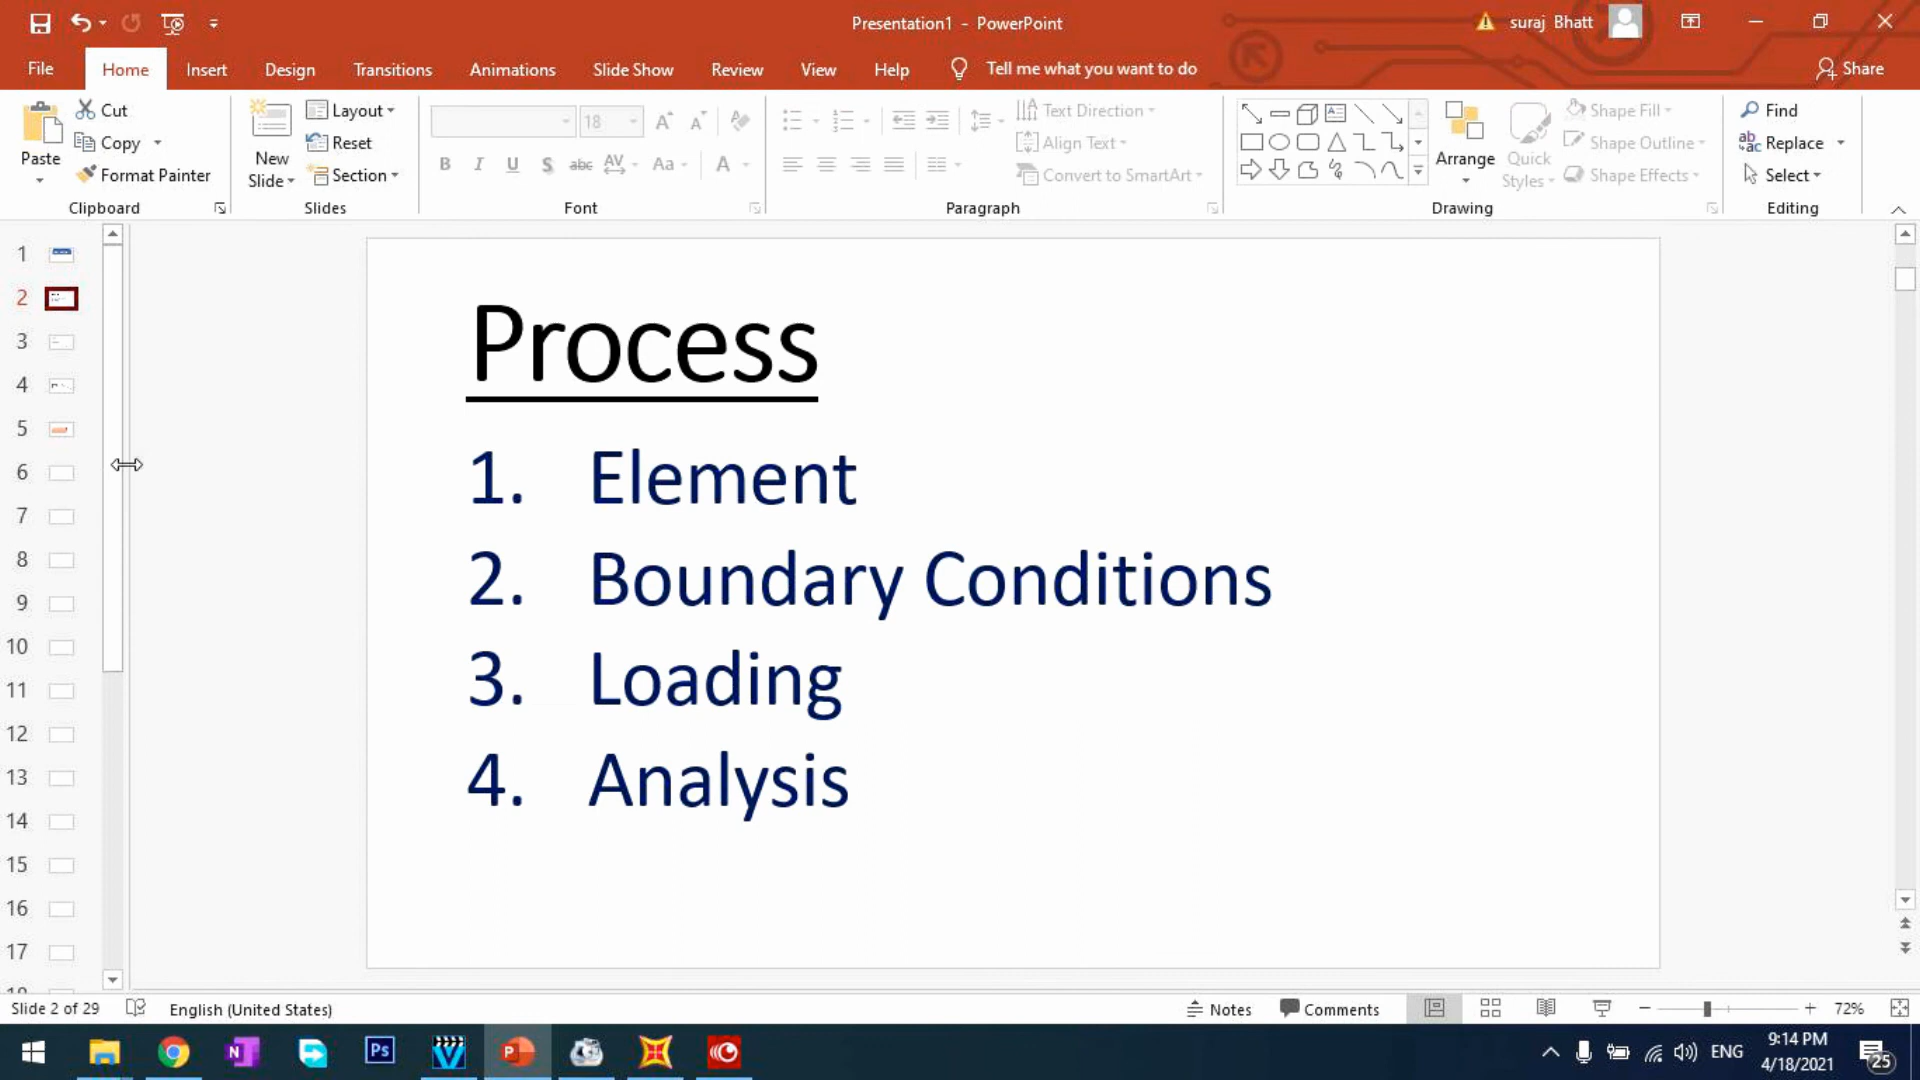 Presentation1 - PowerPoint
suraj Bhatt
File Home Insert Design Transitions Animations Slide Show Review View Help Tell me what you want to do Share
Paste
Cut
Copy
Format Painter
Clipboard
New Slide
Layout
Reset
Section
Slides
18
B I U S abc AV Aa A
Font
Text Direction
Align Text
Convert to SmartArt
Paragraph
Arrange
Quick Styles
Shape Fill
Shape Outline
Shape Effects
Drawing
Find
Replace
Select
Editing
1
2
3
4
5
6
7
8
9
10
11
12
13
14
15
16
17
Process
1. Element
2. Boundary Conditions
3. Loading
4. Analysis
Slide 2 of 29 English (United States) Notes Comments 72%
N Ps P ENG
9:14 PM
4/18/2021
25